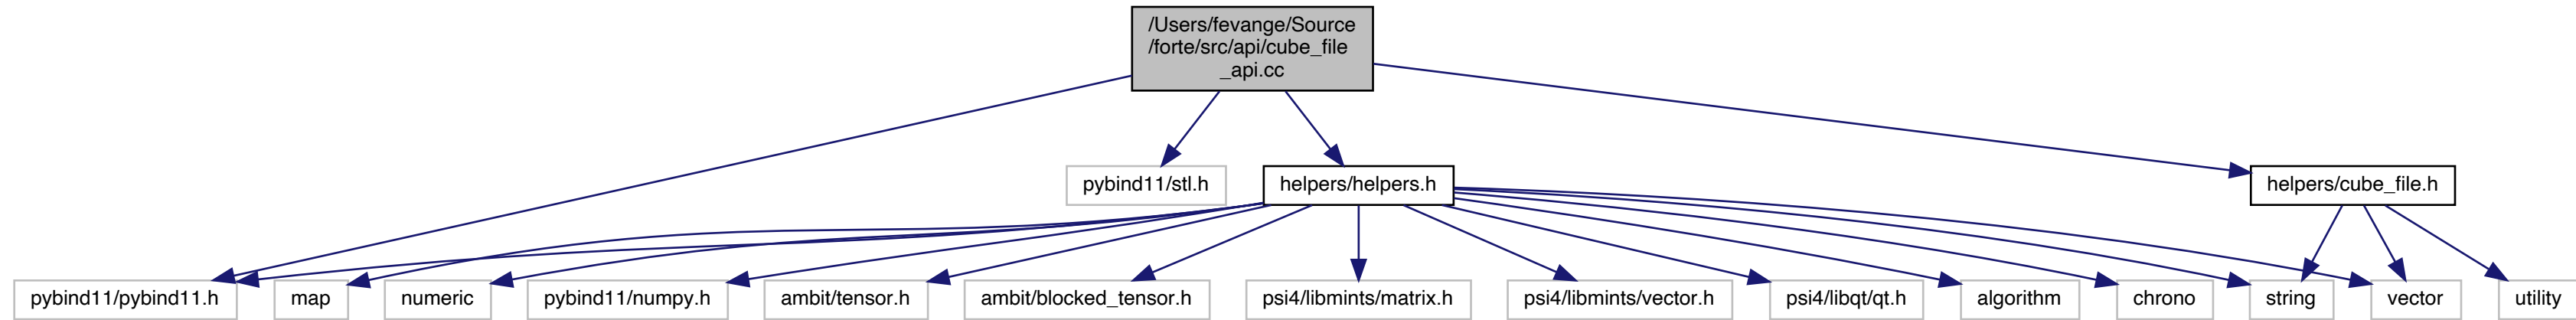 /Users/fevange/Source
/forte/src/api/cube_file
_api.cc
pybind11/stl.h
helpers/helpers.h
helpers/cube_file.h
pybind11/pybind11.h
map
numeric
pybind11/numpy.h
ambit/tensor.h
ambit/blocked_tensor.h
psi4/libmints/matrix.h
psi4/libmints/vector.h
psi4/libqt/qt.h
algorithm
chrono
string
vector
utility